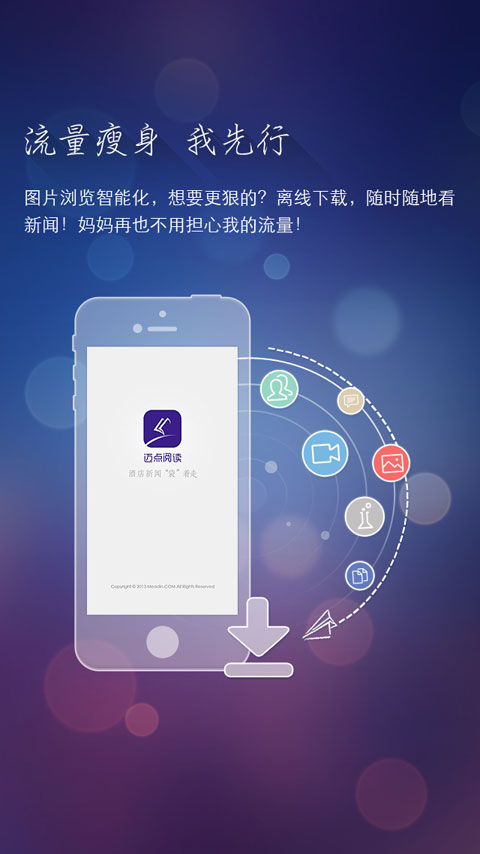 流量瘦身 我先行
图片浏览智能化，想要更狠的？离线下载，随时随地看
新闻！妈妈再也不用担心我的流量！
迈点阅读
酒店新闻“袋”着走
Copyright © 2013 Meadin.COM All Rights Reserved